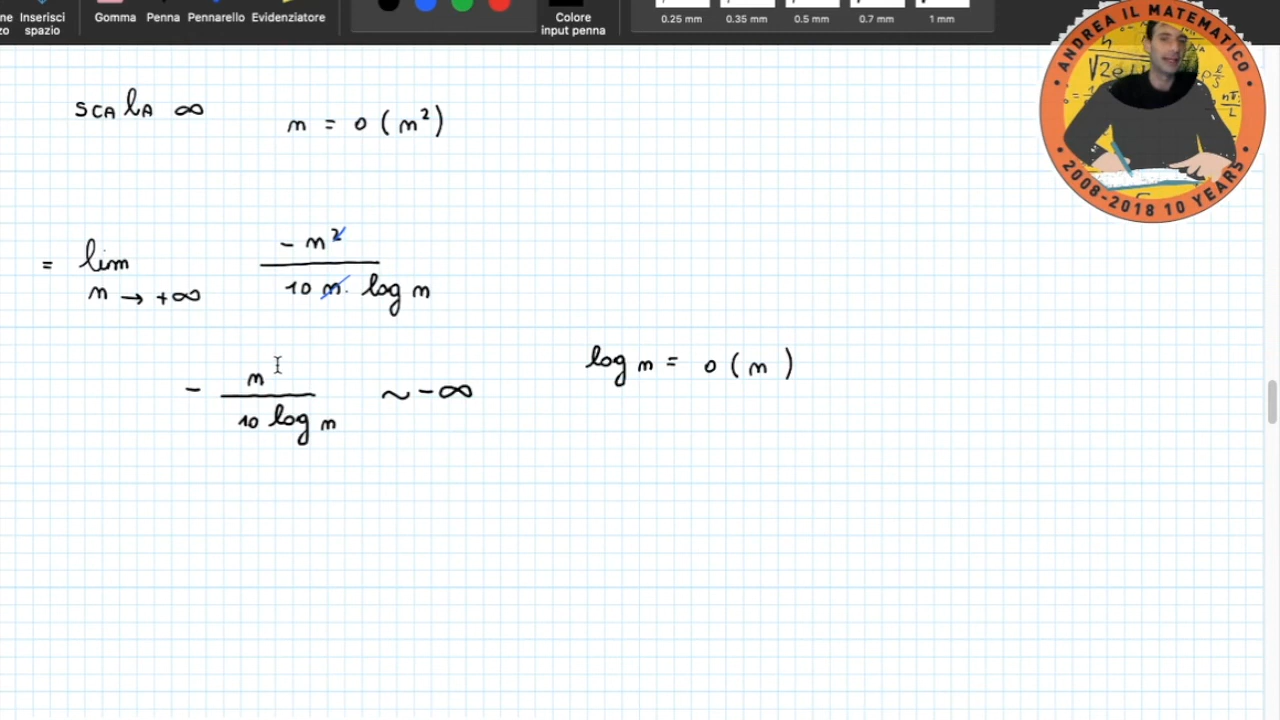 ne Inserisci
zo spazio
Gomma Penna Pennarello Evidenziatore
Colore
input penna
0.25 mm 0.35 mm 0.5 mm 0.7 mm 1 mm
ANDREA IL MATEMATICO
2008-2018 10 YEARS
SCALA ∞ n = o (n²)
= lim n → +∞ - n² / 10 n · log n
- n / 10 log n ~ -∞ log n = o (n)